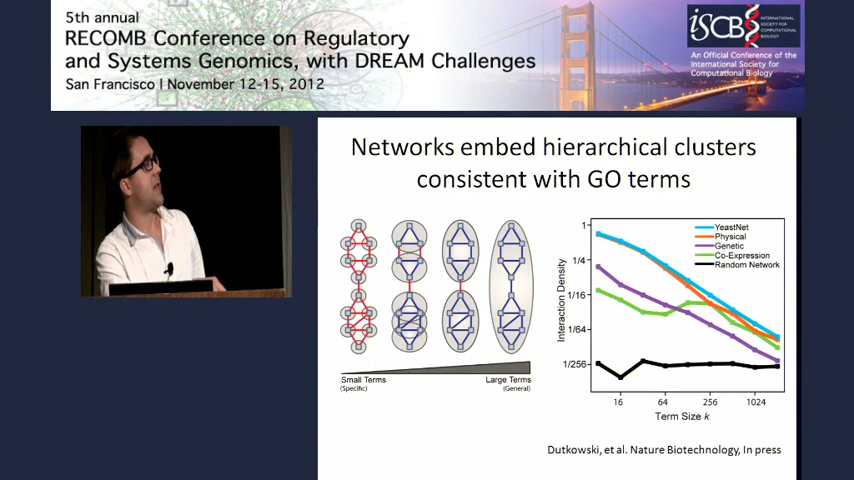 5th annual
RECOMB Conference on Regulatory
and Systems Genomics, with DREAM Challenges
San Francisco | November 12-15, 2012
iSCB
INTERNATIONAL
SOCIETY FOR
COMPUTATIONAL
BIOLOGY
An Official Conference of the
International Society for
Computational Biology
Networks embed hierarchical clusters
consistent with GO terms
Small Terms
(Specific)
Large Terms
(General)
Interaction Density
1
1/4
1/16
1/64
1/256
YeastNet
Physical
Genetic
Co-Expression
Random Network
16
64
256
1024
Term Size k
Dutkowski, et al. Nature Biotechnology, In press